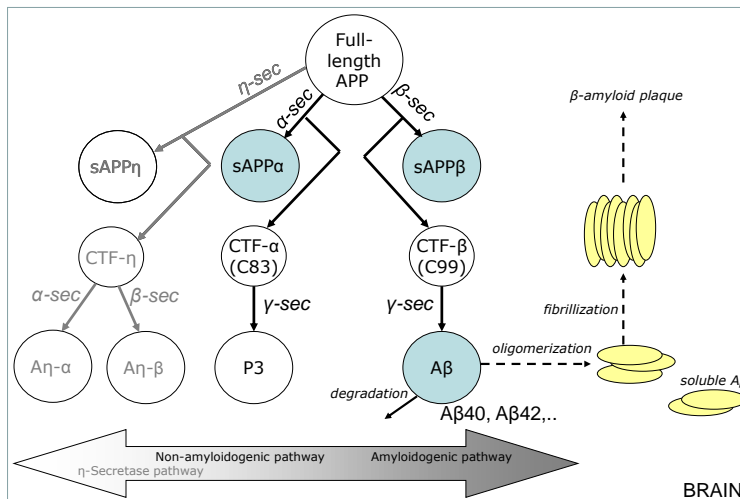 Full-
length
APP
η-sec
α-sec
β-sec
β-amyloid plaque
sAPPη
sAPPα
sAPPβ
CTF-η
CTF-α
(C83)
CTF-β
(C99)
α-sec
β-sec
γ-sec
γ-sec
fibrillization
oligomerization
Aη-α
Aη-β
P3
Aβ
soluble Aβ
degradation
Aβ40, Aβ42,..
Non-amyloidogenic pathway
Amyloidogenic pathway
η-Secretase pathway
BRAIN